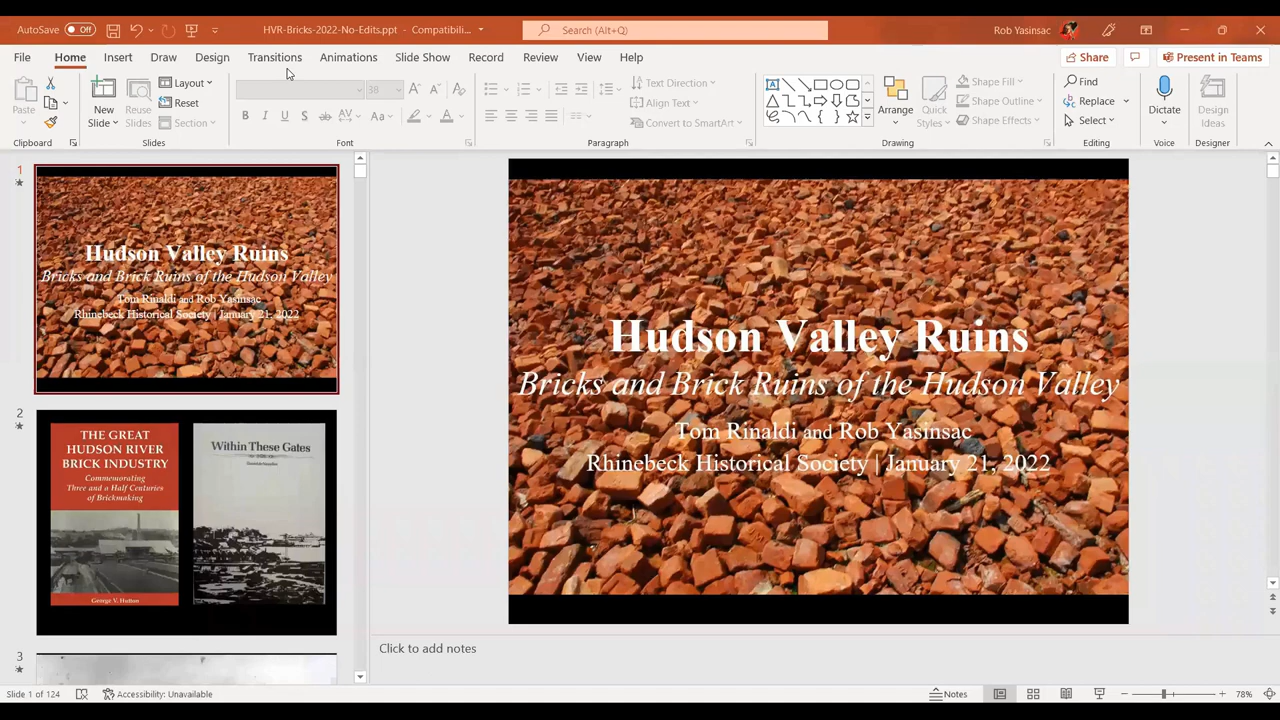 AutoSave Off HVR-Bricks-2022-No-Edits.ppt - Compatibili... Search (Alt+Q) Rob Yasinsac
File Home Insert Draw Design Transitions Animations Slide Show Record Review View Help Share Present in Teams
Paste New Slide Reuse Slides Layout Reset Section 38 Text Direction Align Text Convert to SmartArt Arrange Quick Styles Shape Fill Shape Outline Shape Effects Find Replace Select Dictate Design Ideas
Clipboard Slides Font Paragraph Drawing Editing Voice Designer
1
Hudson Valley Ruins
Bricks and Brick Ruins of the Hudson Valley
Tom Rinaldi and Rob Yasinsac
Rhinebeck Historical Society | January 21, 2022
2
THE GREAT
HUDSON RIVER
BRICK INDUSTRY
Commemorating
Three and a Half Centuries
of Brickmaking
George V. Hutton
Within These Gates
3
Hudson Valley Ruins
Bricks and Brick Ruins of the Hudson Valley
Tom Rinaldi and Rob Yasinsac
Rhinebeck Historical Society | January 21, 2022
Click to add notes
Slide 1 of 124 Accessibility: Unavailable Notes 78%